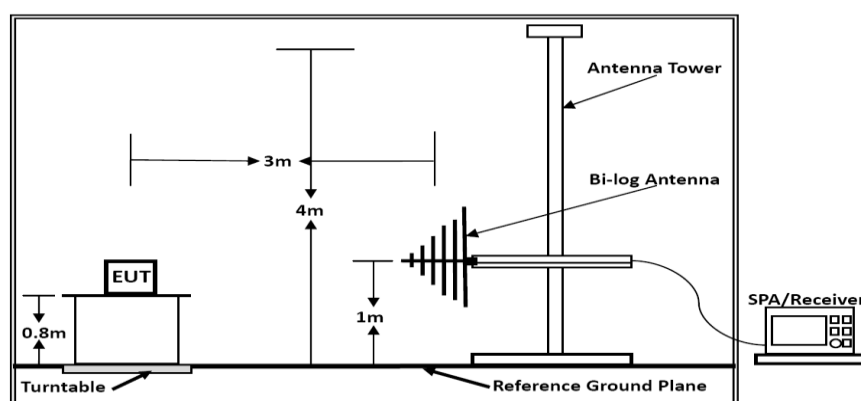 Antenna Tower
3m
Bi-log Antenna
4m
EUT
SPA/Receiver
0.8m
1m
Turntable
Reference Ground Plane